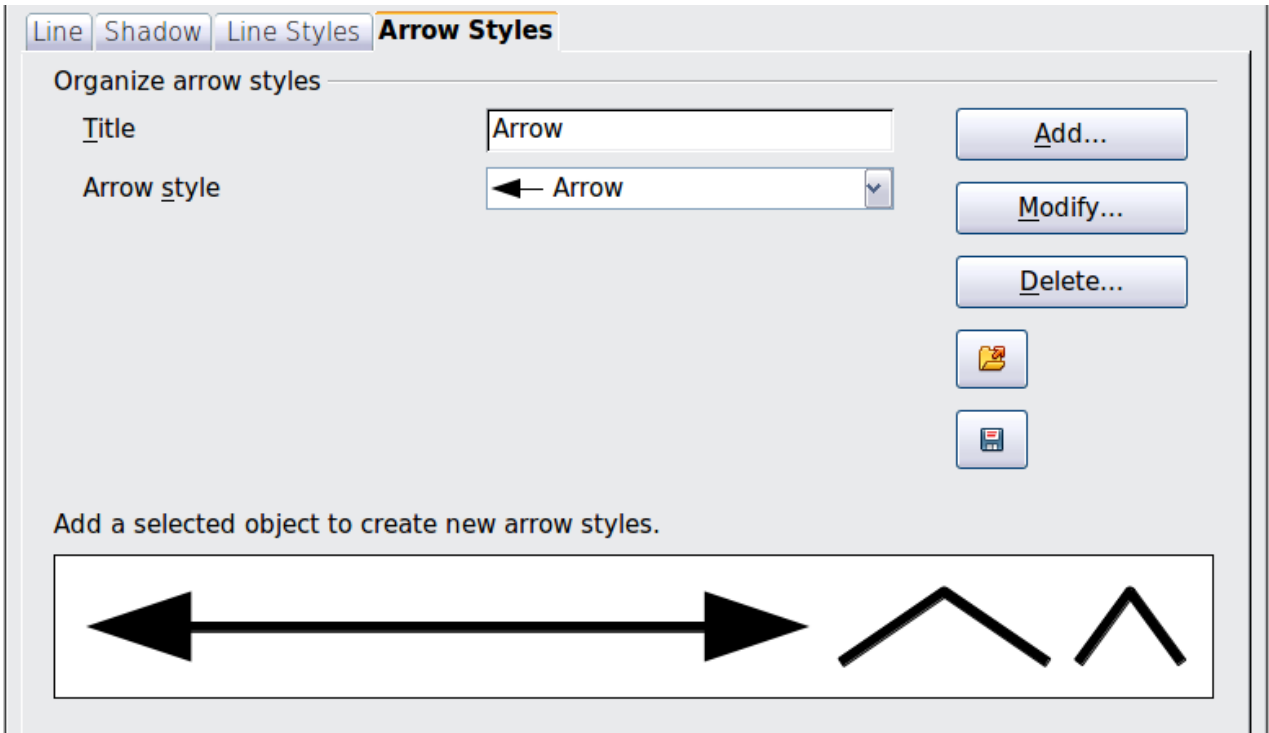 Line Shadow Line Styles Arrow Styles
Organize arrow styles
Title Arrow Add...
Arrow style Arrow
Modify...
Delete...
Add a selected object to create new arrow styles.